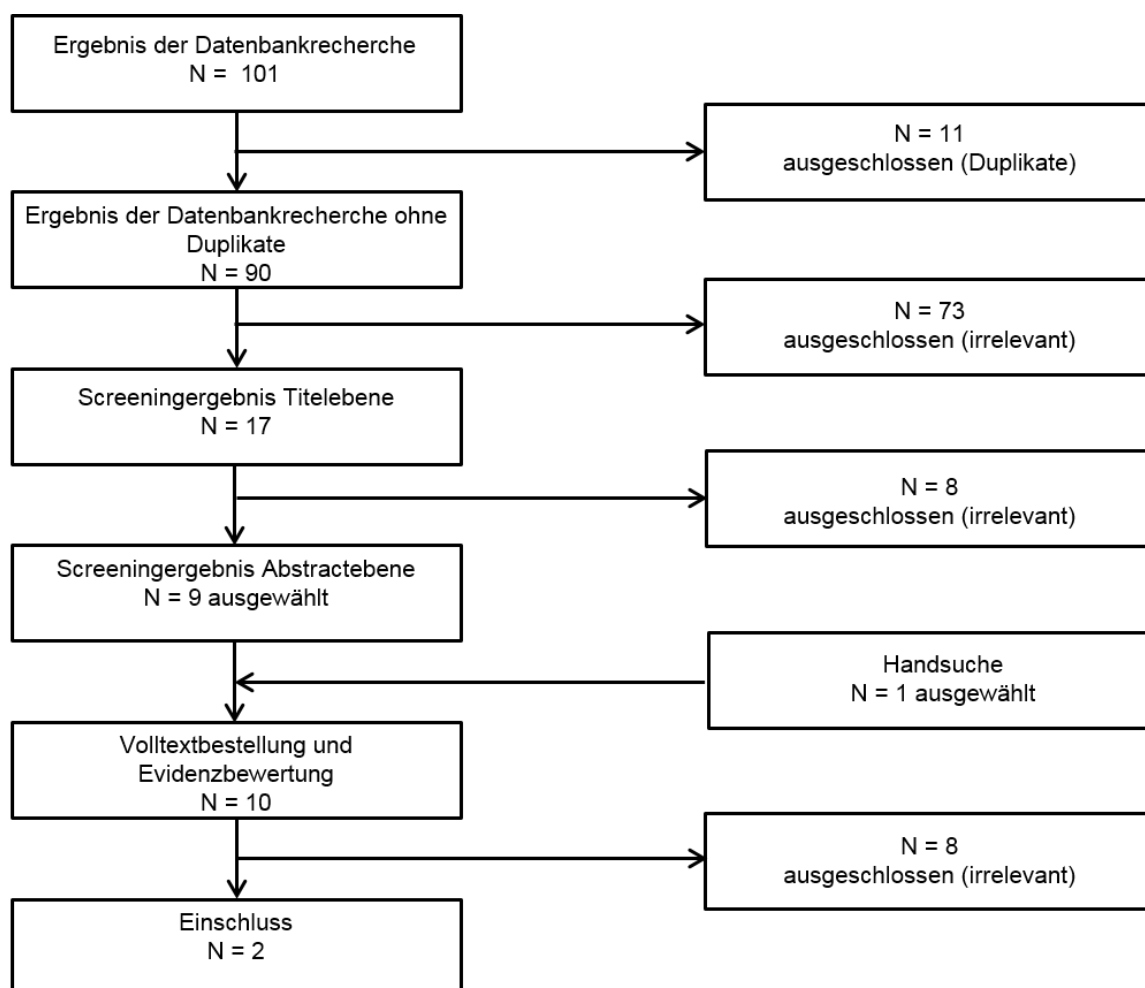 Ergebnis der Datenbankrecherche
N = 101
N = 11
ausgeschlossen (Duplikate)
Ergebnis der Datenbankrecherche ohne
Duplikate
N = 90
N = 73
ausgeschlossen (irrelevant)
Screeningergebnis Titelebene
N = 17
N = 8
ausgeschlossen (irrelevant)
Screeningergebnis Abstractebene
N = 9 ausgewählt
Handsuche
N = 1 ausgewählt
Volltextbestellung und
Evidenzbewertung
N = 10
N = 8
ausgeschlossen (irrelevant)
Einschluss
N = 2